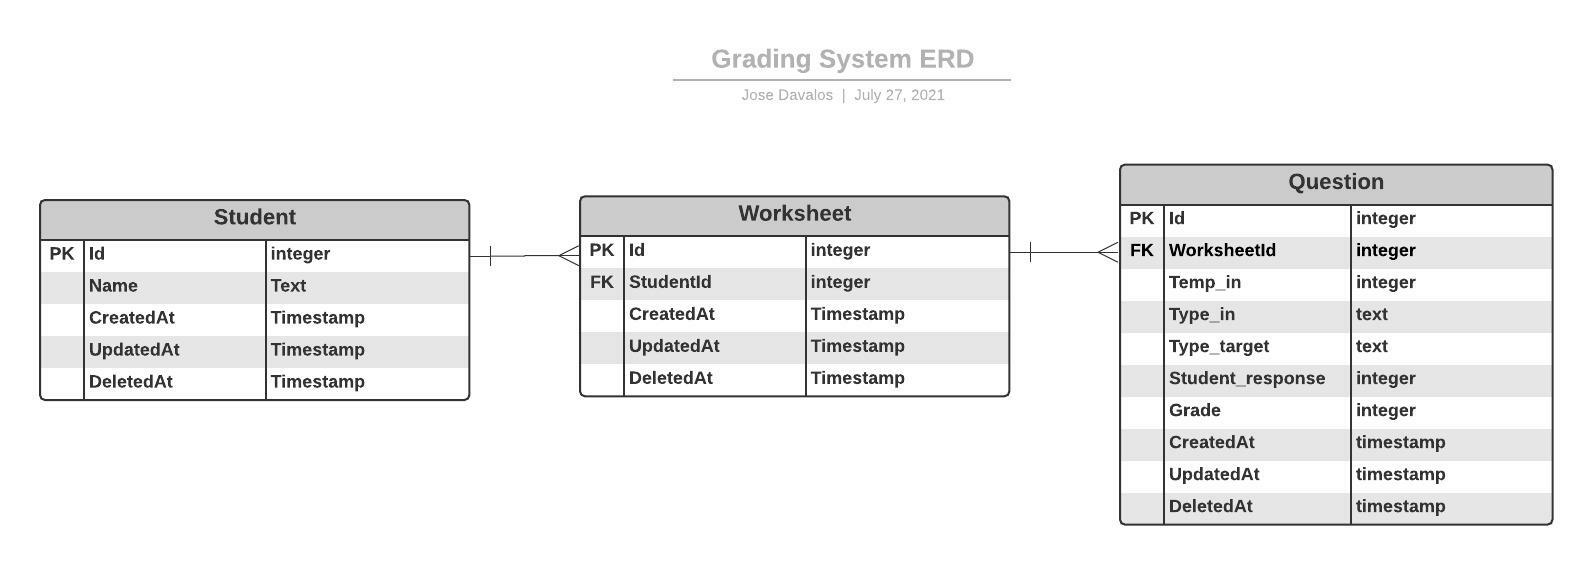 Grading System ERD
Jose Davalos | July 27, 2021
Student
PK Id integer
Name Text
CreatedAt Timestamp
UpdatedAt Timestamp
DeletedAt Timestamp
Worksheet
PK Id integer
FK StudentId integer
CreatedAt Timestamp
UpdatedAt Timestamp
DeletedAt Timestamp
Question
PK Id integer
FK WorksheetId integer
Temp_in integer
Type_in text
Type_target text
Student_response integer
Grade integer
CreatedAt timestamp
UpdatedAt timestamp
DeletedAt timestamp